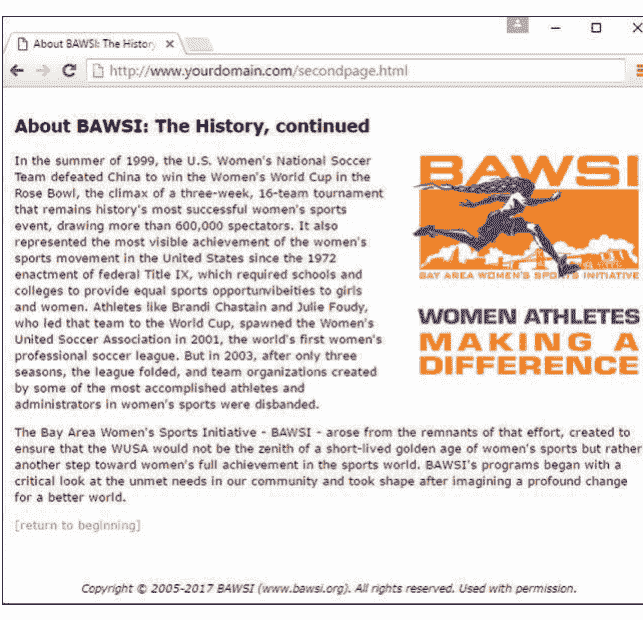 About BAWSI: The History
http://www.yourdomain.com/secondpage.html
About BAWSI: The History, continued
In the summer of 1999, the U.S. Women's National Soccer
Team defeated China to win the Women's World Cup in the
Rose Bowl, the climax of a three-week, 16-team tournament
that remains history's most successful women's sports
event, drawing more than 600,000 spectators. It also
represented the most visible achievement of the women's
sports movement in the United States since the 1972
enactment of federal Title IX, which required schools and
colleges to provide equal sports opportunvibeities to girls
and women. Athletes like Brandi Chastain and Julie Foudy,
who led that team to the World Cup, spawned the Women's
United Soccer Association in 2001, the world's first women's
professional soccer league. But in 2003, after only three
seasons, the league folded, and team organizations created
by some of the most accomplished athletes and
administrators in women's sports were disbanded.
BAWSI
BAY AREA WOMEN'S SPORTS INITIATIVE
WOMEN ATHLETES
MAKING A
DIFFERENCE
The Bay Area Women's Sports Initiative - BAWSI - arose from the remnants of that effort, created to
ensure that the WUSA would not be the zenith of a short-lived golden age of women's sports but rather
another step toward women's full achievement in the sports world. BAWSI's programs began with a
critical look at the unmet needs in our community and took shape after imagining a profound change
for a better world.
[return to beginning]
Copyright © 2005-2017 BAWSI (www.bawsi.org). All rights reserved. Used with permission.